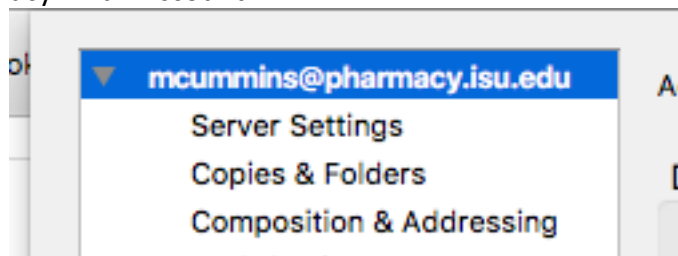 mcummins@pharmacy.isu.edu
Server Settings
Copies & Folders
Composition & Addressing